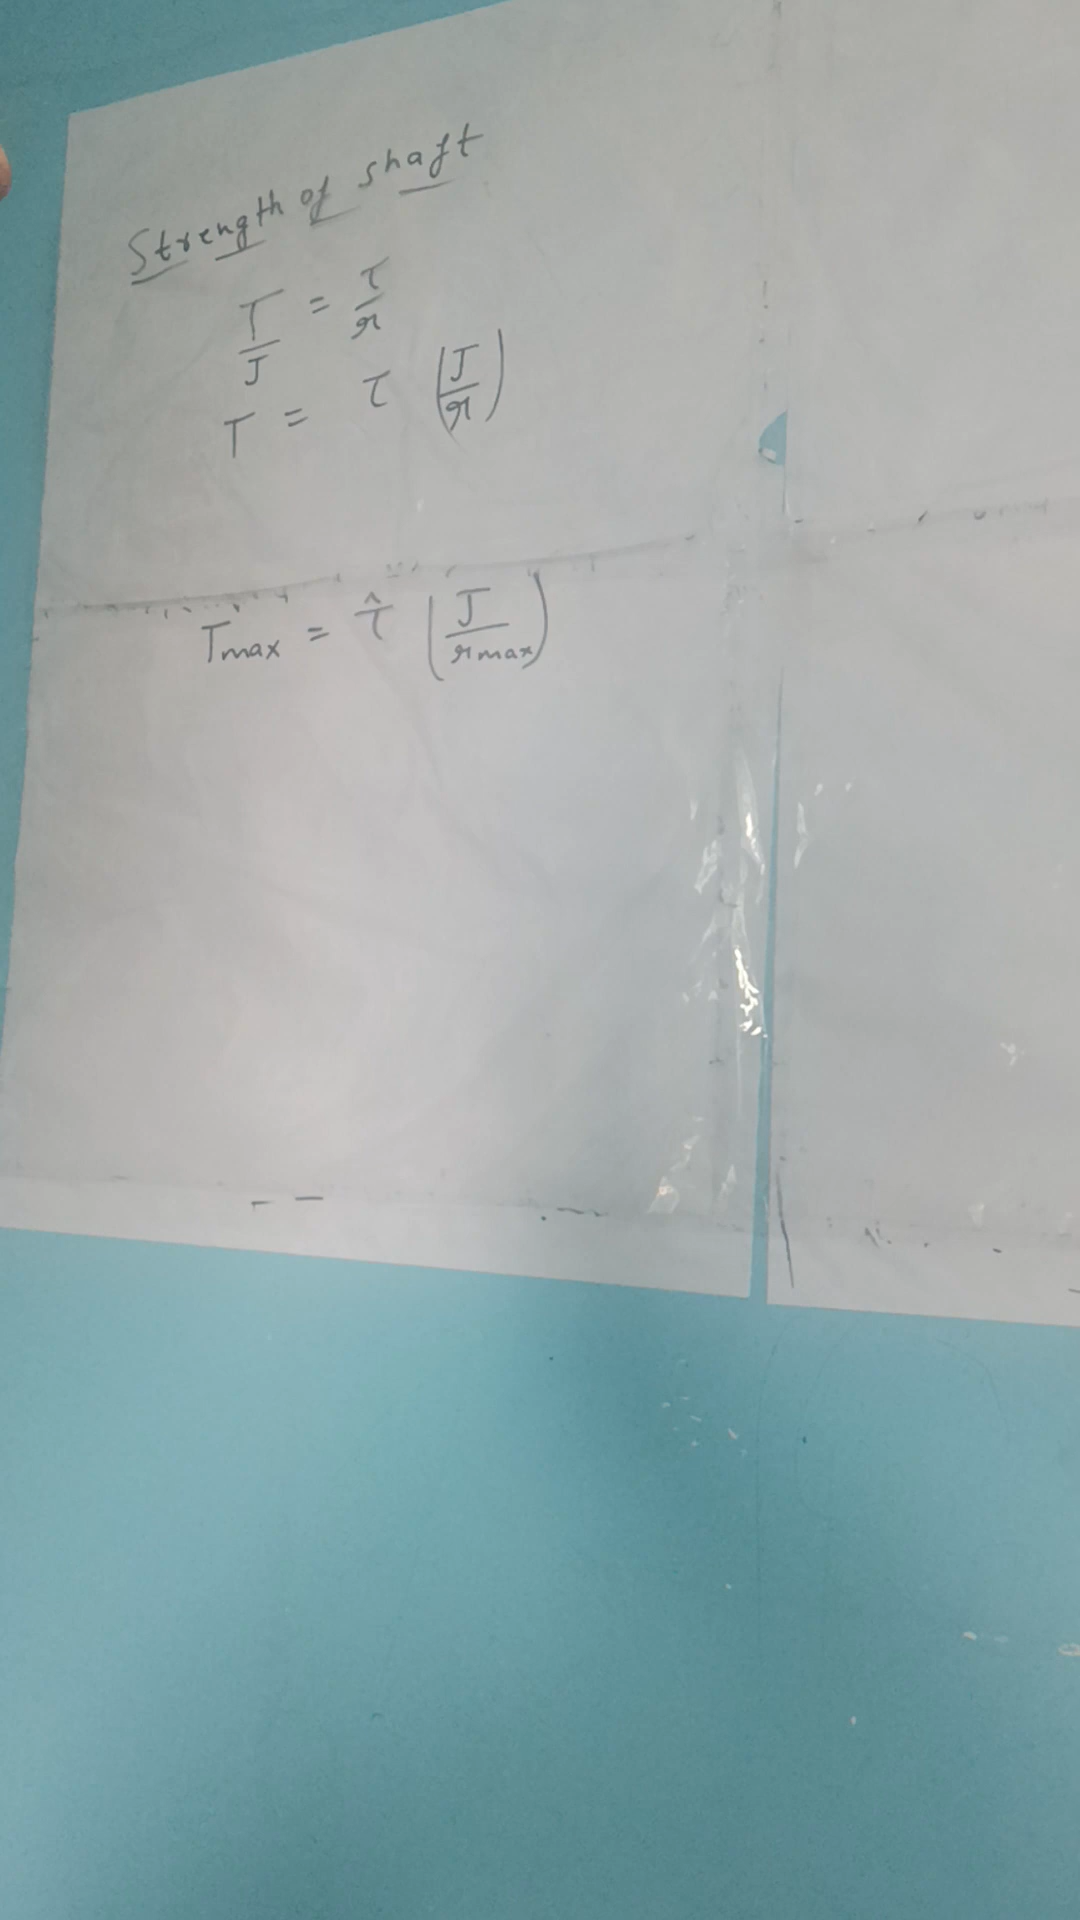 Strength of shaft
T/J = τ/r
T = τ (J/r)
Tmax = τ̂ (J/rmax)